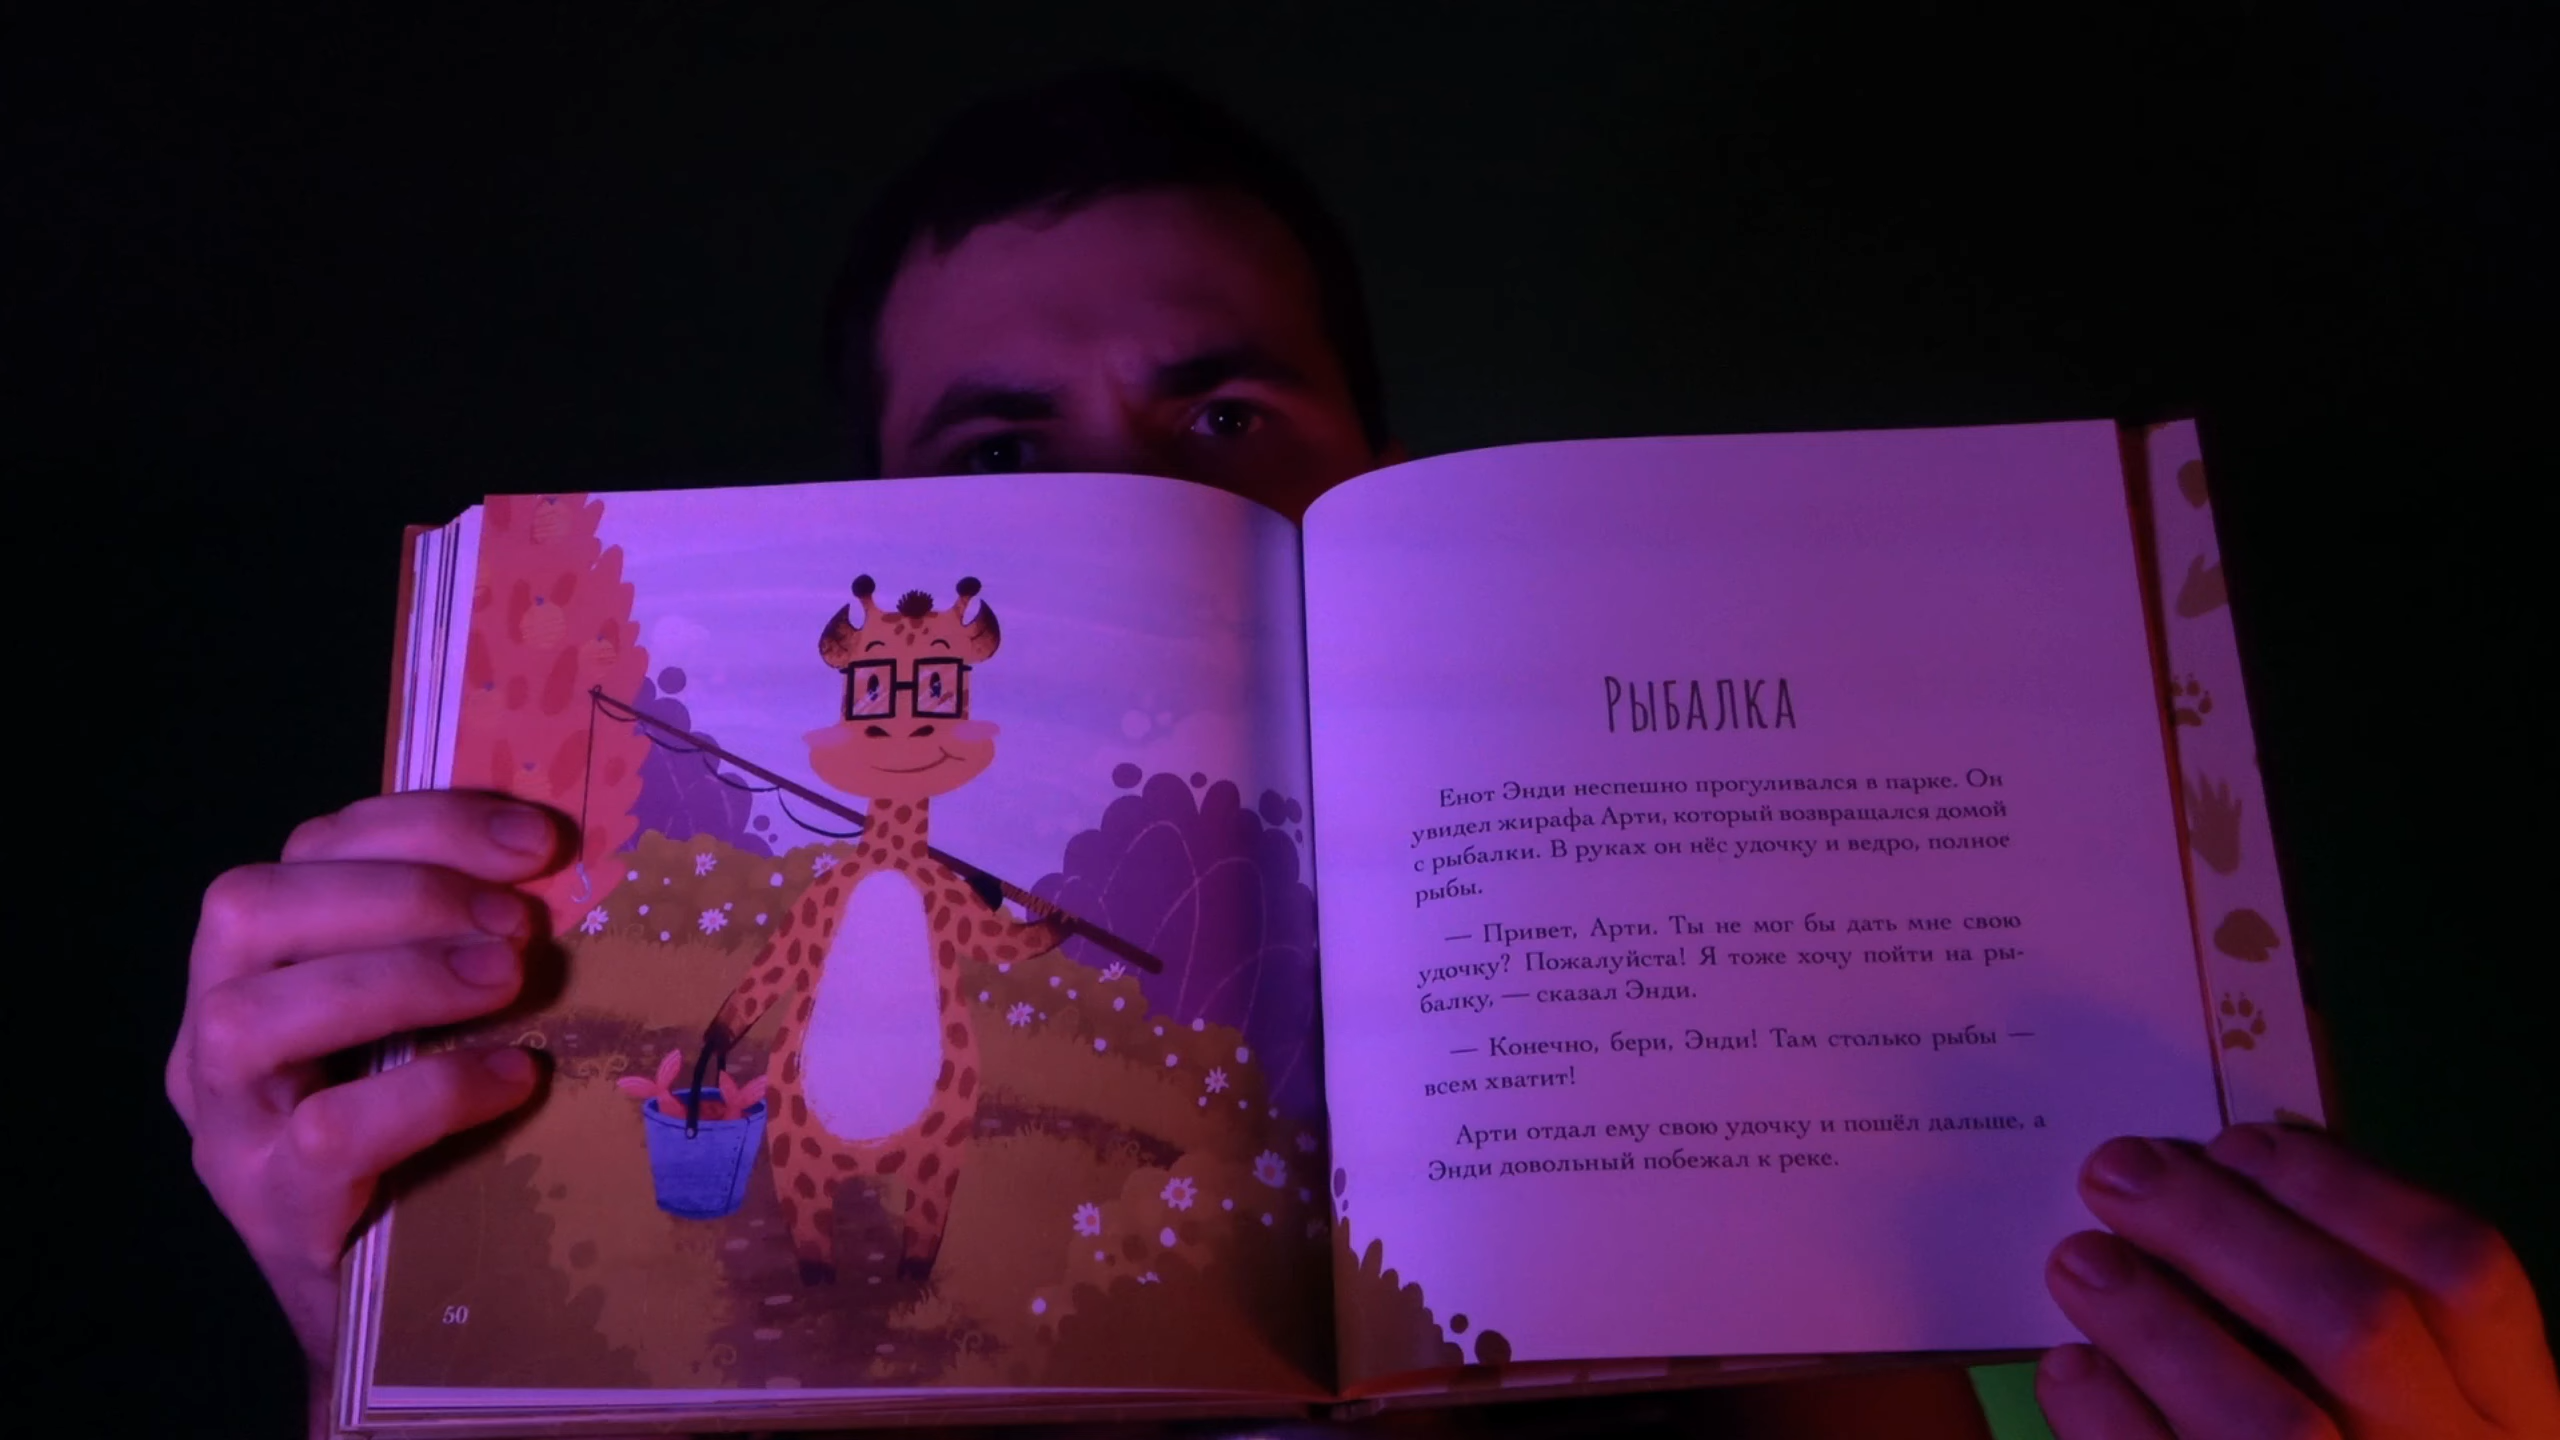 50
РЫБАЛКА
Енот Энди неспешно прогуливался в парке. Он
увидел жирафа Арти, который возвращался домой
с рыбалки. В руках он нёс удочку и ведро, полное
рыбы.
— Привет, Арти. Ты не мог бы дать мне свою
удочку? Пожалуйста! Я тоже хочу пойти на ры-
балку, — сказал Энди.
— Конечно, бери, Энди! Там столько рыбы —
всем хватит!
Арти отдал ему свою удочку и пошёл дальше, а
Энди довольный побежал к реке.